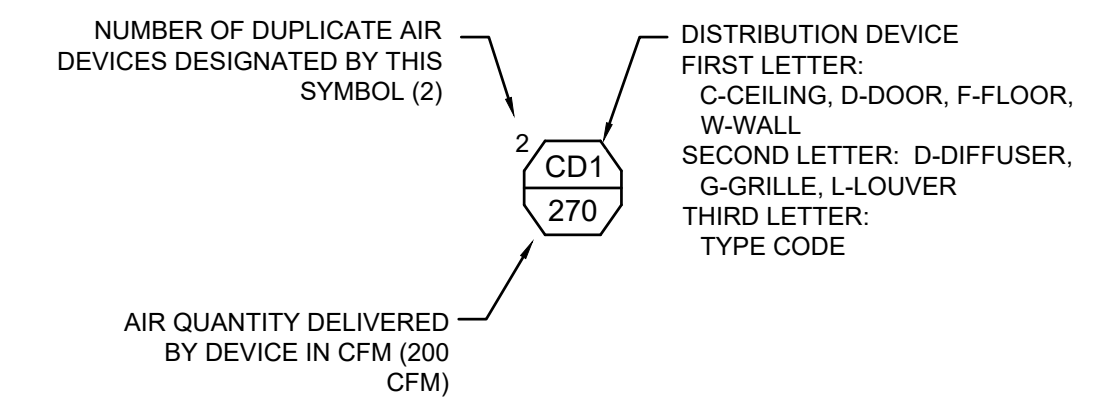 NUMBER OF DUPLICATE AIR
DEVICES DESIGNATED BY THIS
SYMBOL (2)
DISTRIBUTION DEVICE
FIRST LETTER:
C-CEILING, D-DOOR, F-FLOOR,
W-WALL
SECOND LETTER: D-DIFFUSER,
G-GRILLE, L-LOUVER
THIRD LETTER:
TYPE CODE
2
CD1
270
AIR QUANTITY DELIVERED
BY DEVICE IN CFM (200
CFM)